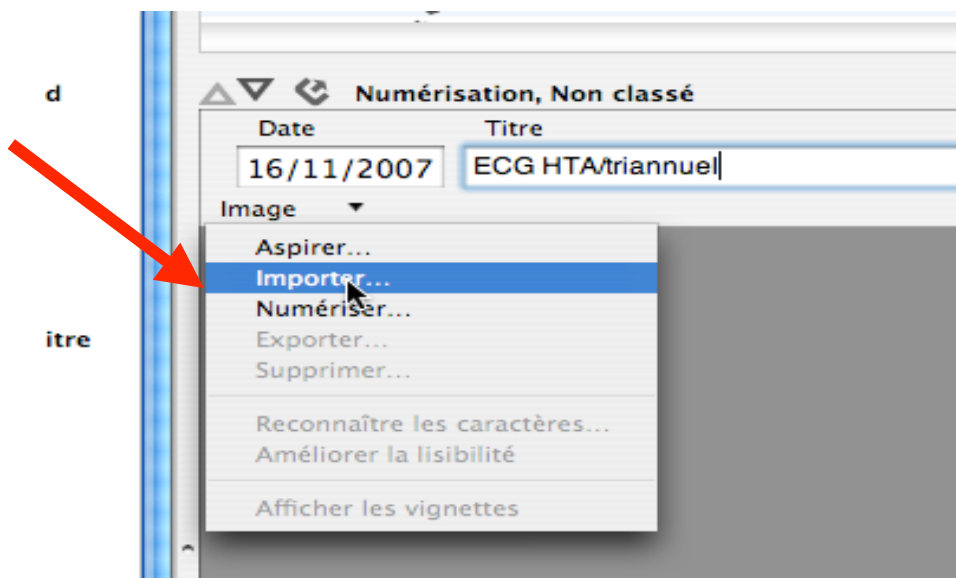 d
Numérisation, Non classé
Date Titre
16/11/2007 ECG HTA/triannuel
Image
Aspirer...
Importer...
Numériser...
itre
Exporter...
Supprimer...
Reconnaître les caractères...
Améliorer la lisibilité
Afficher les vignettes